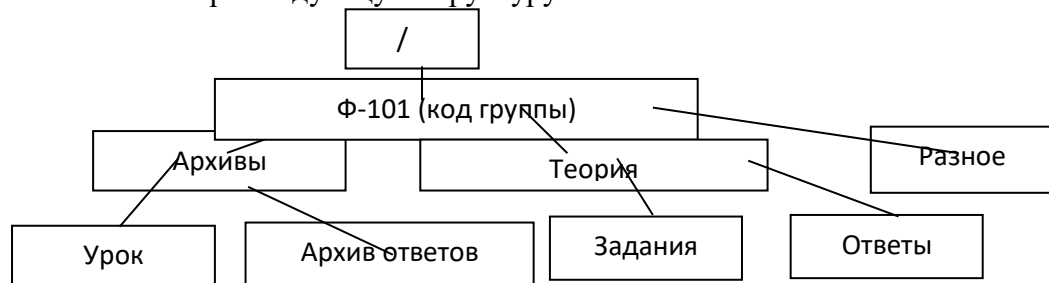 /
Ф-101 (код группы)
Архивы
Теория
Разное
Урок
Архив ответов
Задания
Ответы